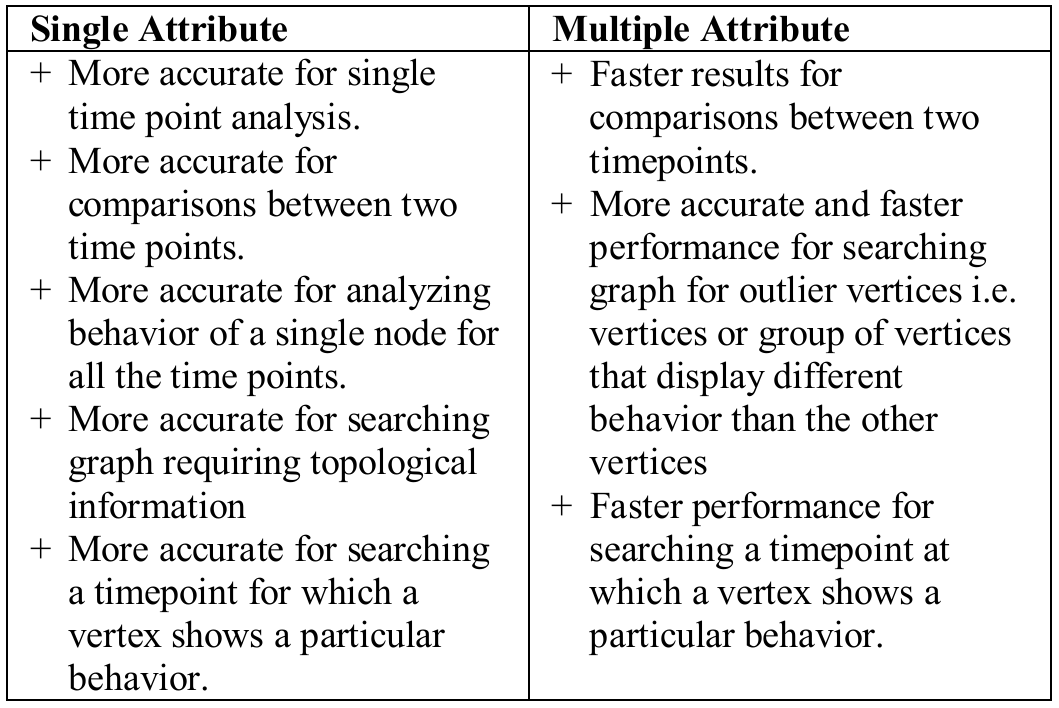 Single Attribute
+ More accurate for single
time point analysis.
+ More accurate for
comparisons between two
time points.
+ More accurate for analyzing
behavior of a single node for
all the time points.
+ More accurate for searching
graph requiring topological
information
+ More accurate for searching
a timepoint for which a
vertex shows a particular
behavior.
Multiple Attribute
+ Faster results for
comparisons between two
timepoints.
+ More accurate and faster
performance for searching
graph for outlier vertices i.e.
vertices or group of vertices
that display different
behavior than the other
vertices
+ Faster performance for
searching a timepoint at
which a vertex shows a
particular behavior.